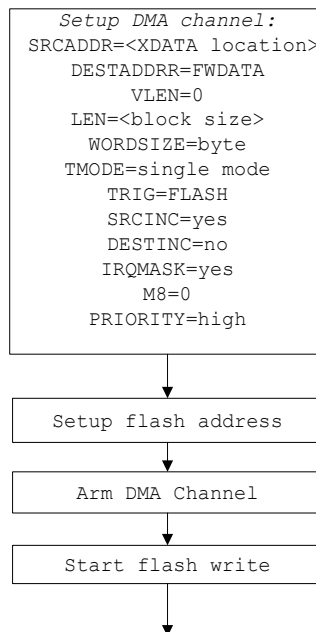 Setup DMA channel:
SRCADDR=<XDATA location>
DESTADDRR=FWDATA
VLEN=0
LEN=<block size>
WORDSIZE=byte
TMODE=single mode
TRIG=FLASH
SRCINC=yes
DESTINC=no
IRQMASK=yes
M8=0
PRIORITY=high
Setup flash address
Arm DMA Channel
Start flash write